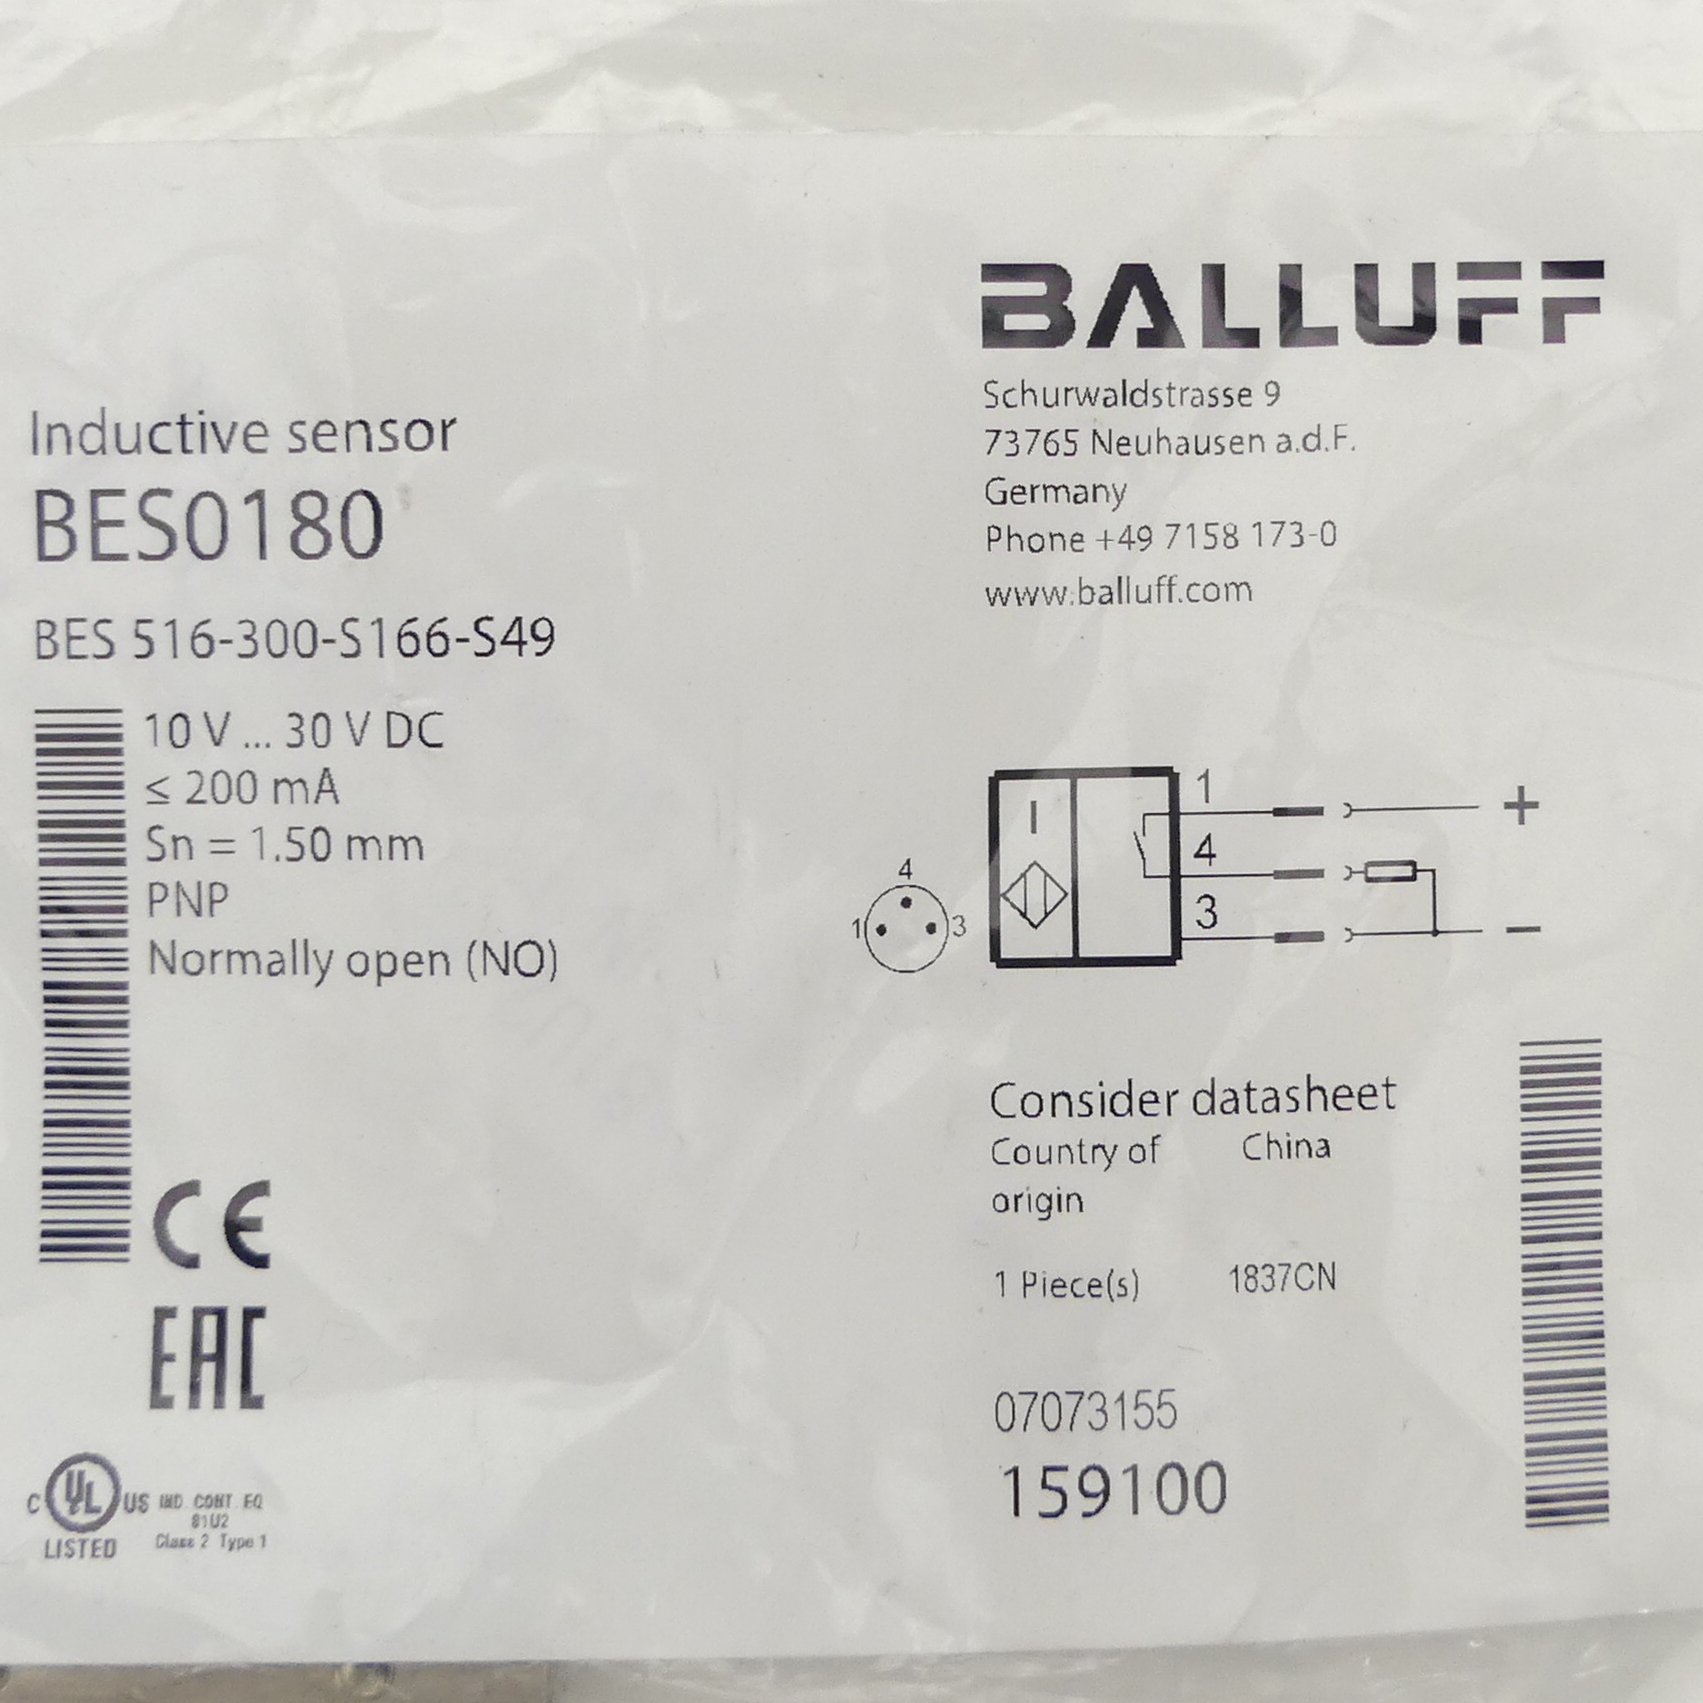 BALLUFF
Schurwaldstrasse 9
73765 Neuhausen a.d.F.
Germany
Phone +49 7158 173-0
www.balluff.com
Inductive sensor
BES0180
BES 516-300-S166-S49
10 V ... 30 V DC
≤ 200 mA
Sn = 1.50 mm
PNP
Normally open (NO)
4
1 3
I
1 +
4
3 −
Consider datasheet
Country of China
origin
1 Piece(s) 1837CN
07073155
159100
CE
EAC
C UL US IND. CONT. EQ
81U2
LISTED Class 2 Type 1